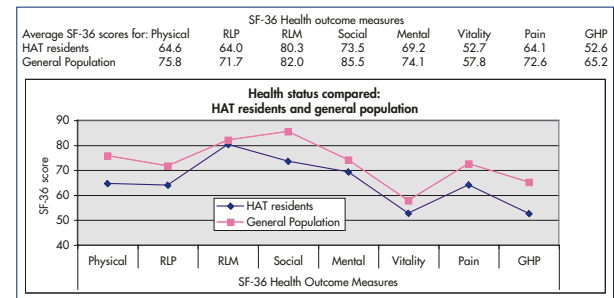 SF-36 Health outcome measures
Average SF-36 scores for: Physical RLP RLM Social Mental Vitality Pain GHP
HAT residents 64.6 64.0 80.3 73.5 69.2 52.7 64.1 52.6
General Population 75.8 71.7 82.0 85.5 74.1 57.8 72.6 65.2
Health status compared:
HAT residents and general population
90
80
70
60
50
40
SF-36 score
HAT residents
General Population
Physical RLP RLM Social Mental Vitality Pain GHP
SF-36 Health Outcome Measures